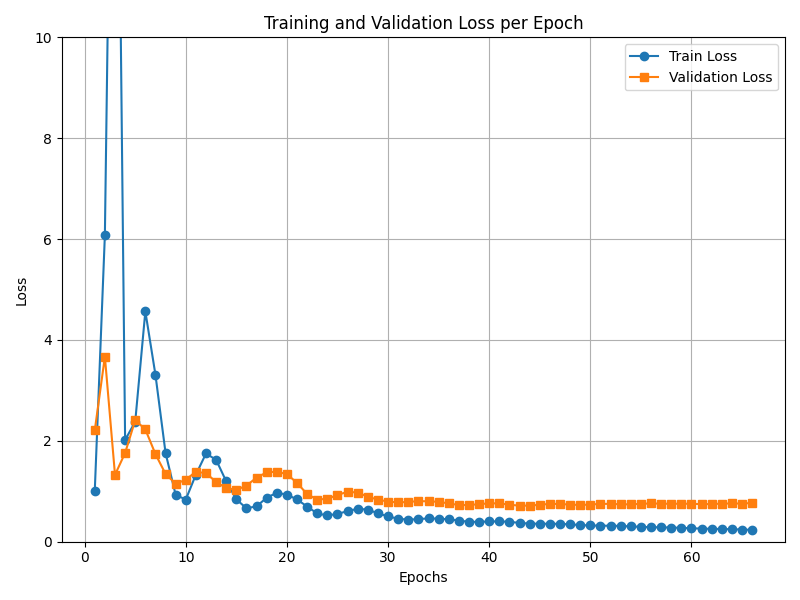 Training and Validation Loss per Epoch
Train Loss
Validation Loss
Loss
10
8
6
4
2
0
0 10 20 30 40 50 60
Epochs